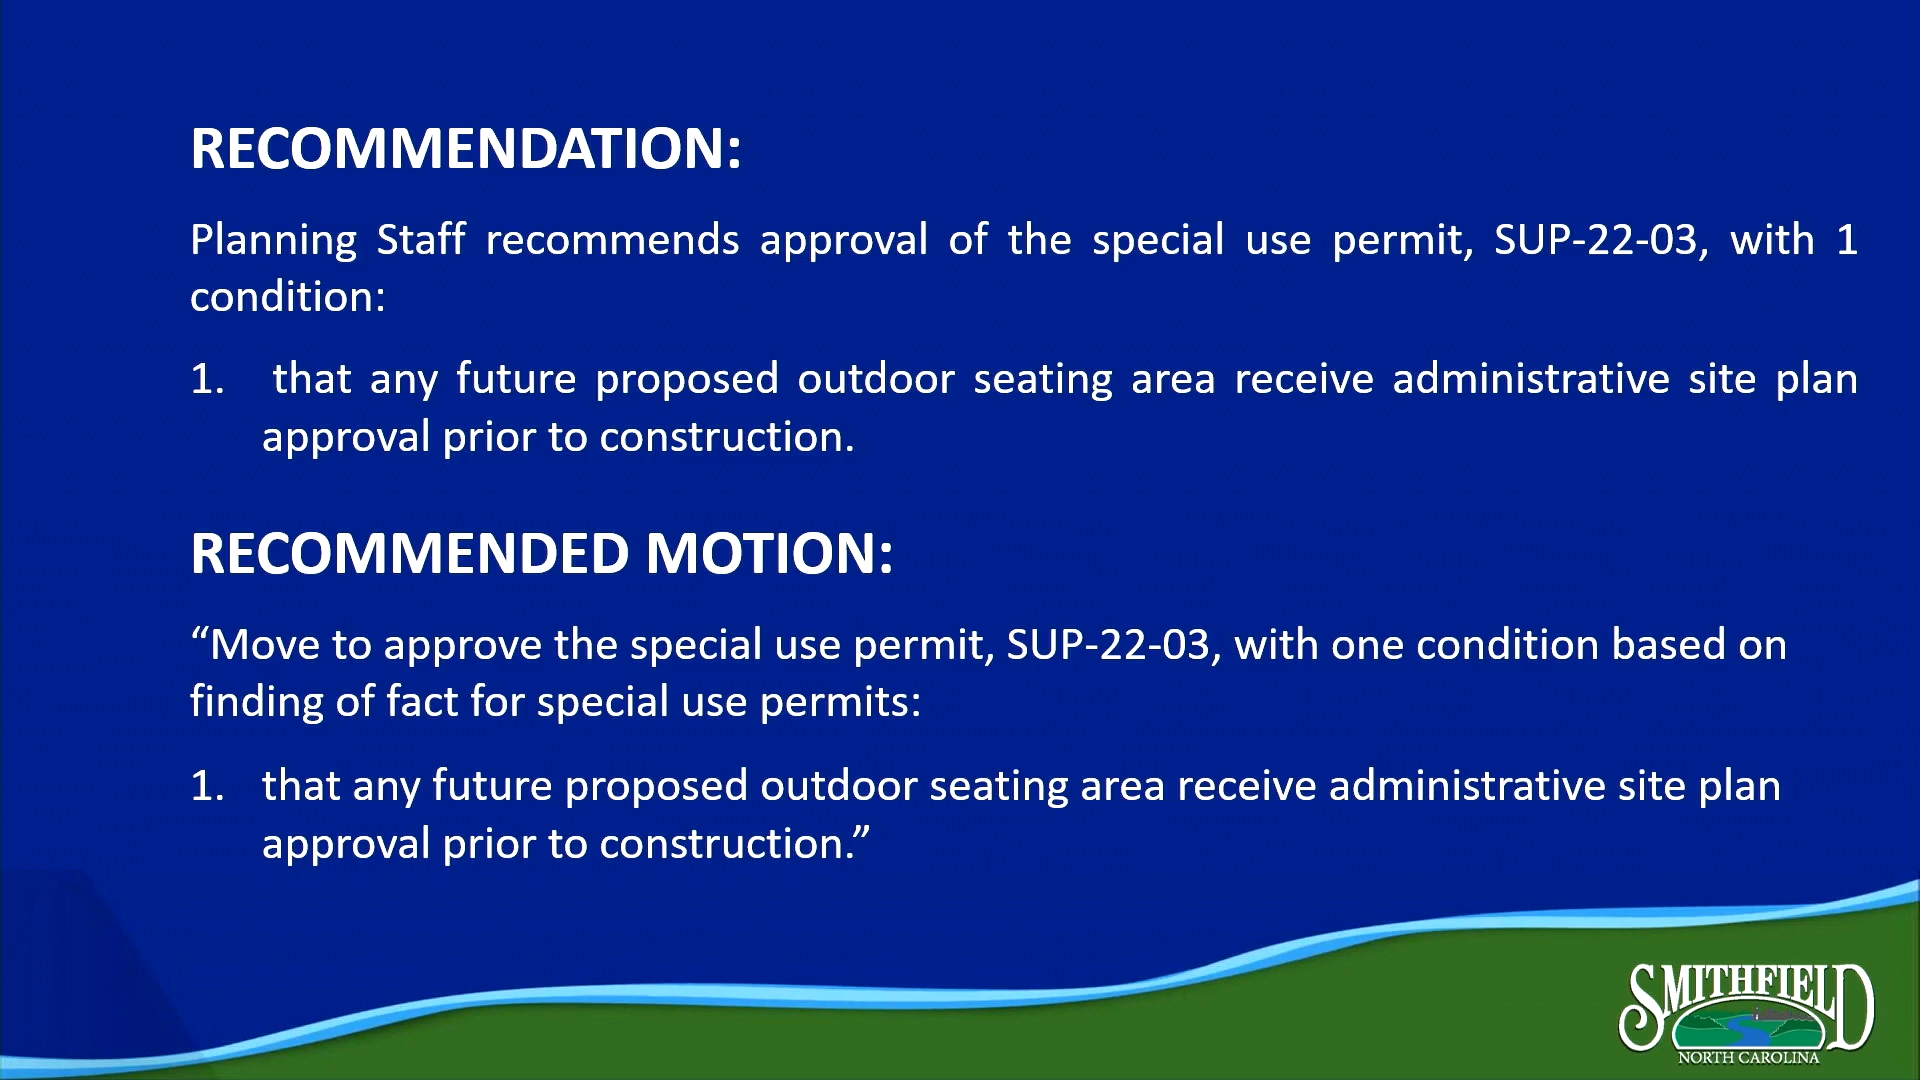 RECOMMENDATION:
Planning Staff recommends approval of the special use permit, SUP-22-03, with 1
condition:
1. that any future proposed outdoor seating area receive administrative site plan
approval prior to construction.
RECOMMENDED MOTION:
“Move to approve the special use permit, SUP-22-03, with one condition based on
finding of fact for special use permits:
1. that any future proposed outdoor seating area receive administrative site plan
approval prior to construction.”
SMITHFIELD
NORTH CAROLINA